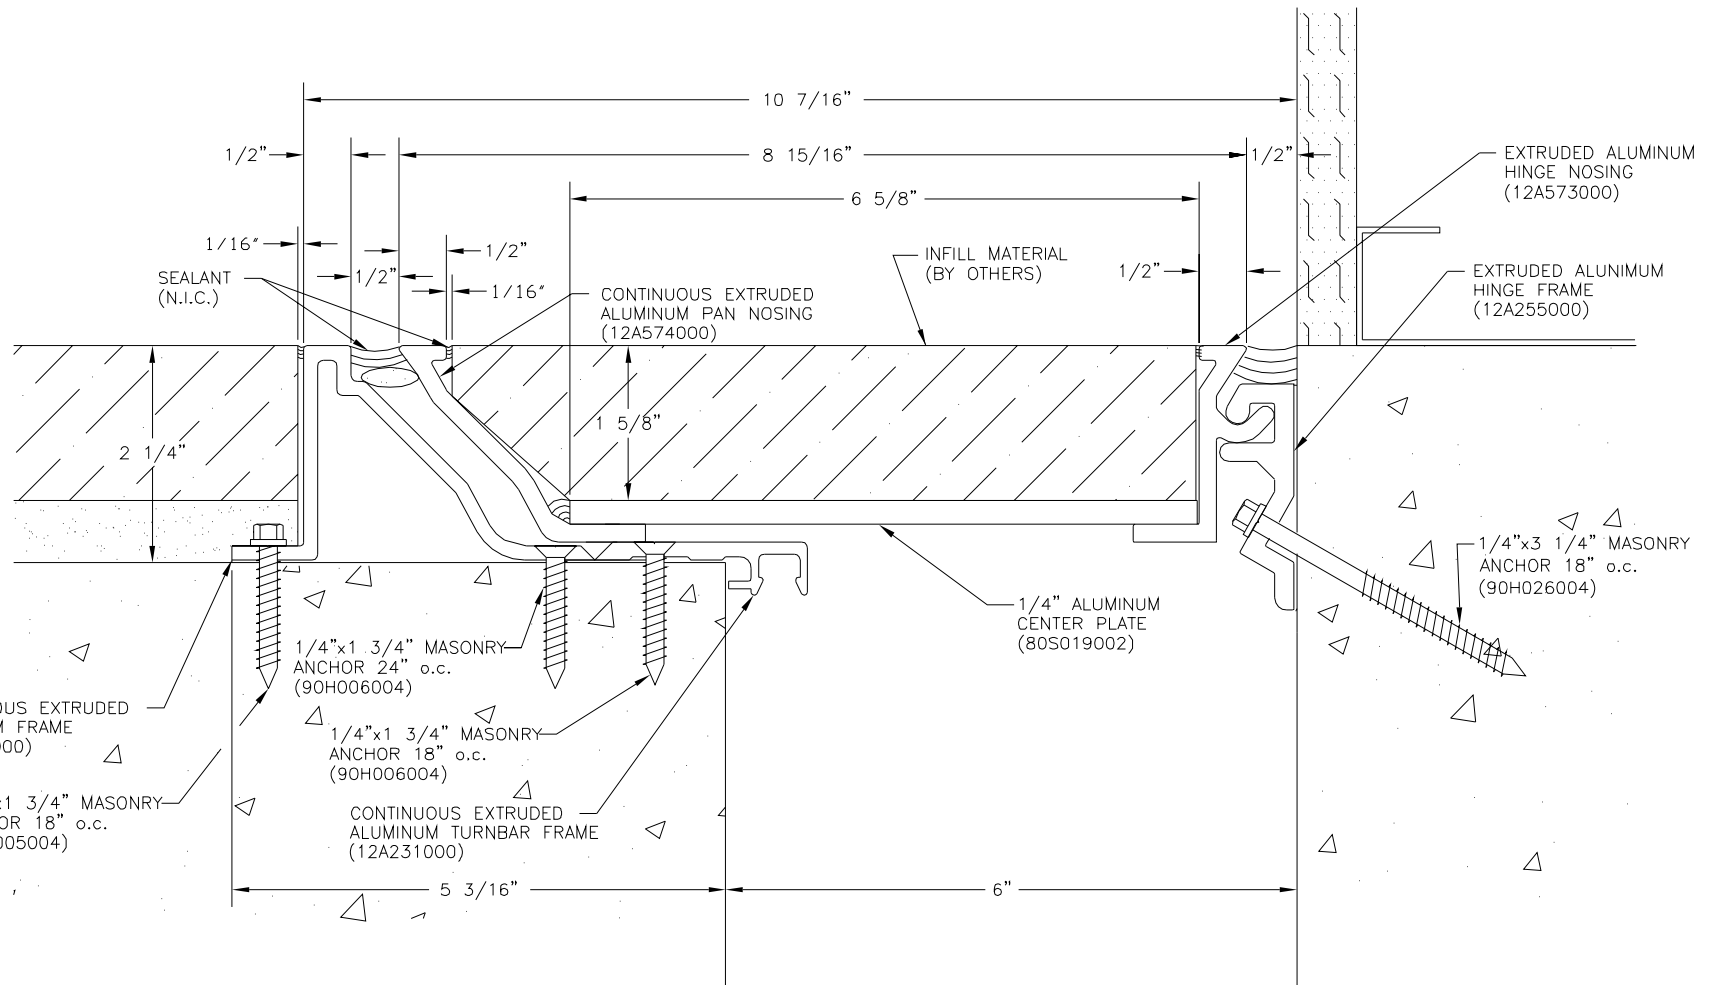 10 7/16"
1/2"
8 15/16"
1/2"
EXTRUDED ALUMINUM
HINGE NOSING
(12A573000)
6 5/8"
1/16"
1/2"
SEALANT
(N.I.C.)
1/2"
1/16"
CONTINUOUS EXTRUDED
ALUMINUM PAN NOSING
(12A574000)
INFILL MATERIAL
(BY OTHERS)
1/2"
EXTRUDED ALUNIMUM
HINGE FRAME
(12A255000)
2 1/4"
1 5/8"
1/4"x3 1/4" MASONRY
ANCHOR 18" o.c.
(90H026004)
1/4" ALUMINUM
CENTER PLATE
(80S019002)
1/4"x1 3/4" MASONRY
ANCHOR 24" o.c.
(90H006004)
OUS EXTRUDED
M FRAME
00)
1/4"x1 3/4" MASONRY
ANCHOR 18" o.c.
(90H006004)
x1 3/4" MASONRY
OR 18" o.c.
005004)
CONTINUOUS EXTRUDED
ALUMINUM TURNBAR FRAME
(12A231000)
5 3/16"
6"